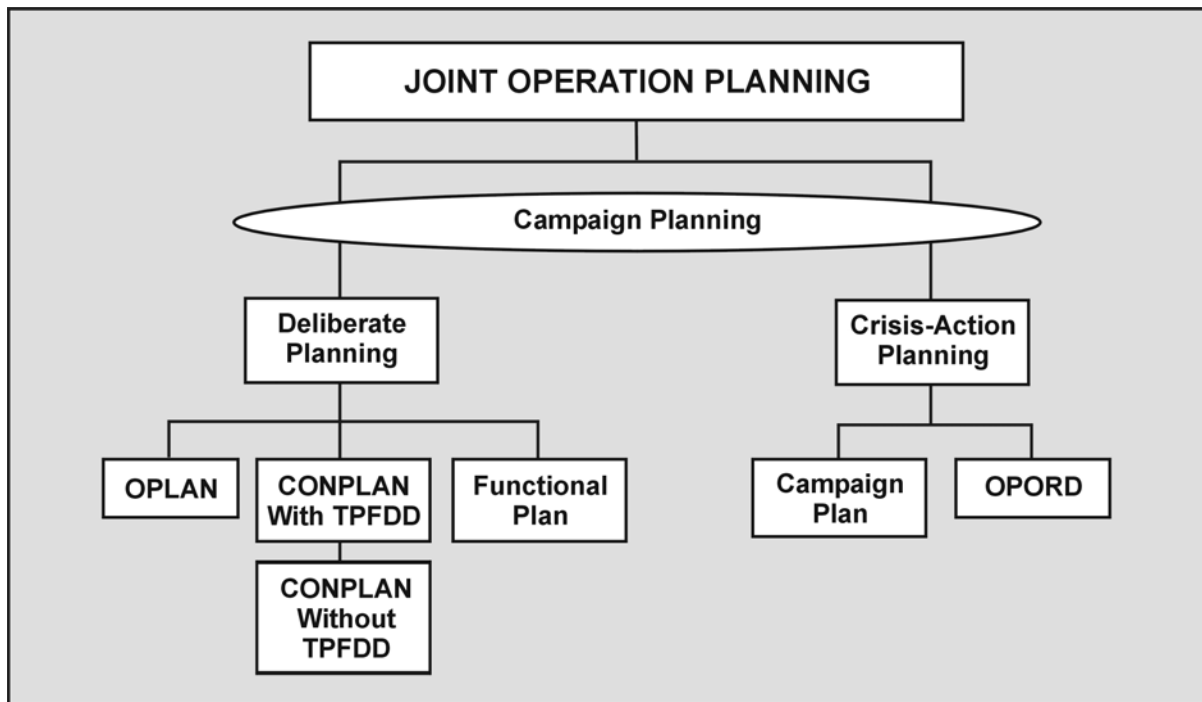 JOINT OPERATION PLANNING
Campaign Planning
Deliberate
Planning
Crisis-Action
Planning
OPLAN
CONPLAN
With TPFDD
Functional
Plan
Campaign
Plan
OPORD
CONPLAN
Without
TPFDD